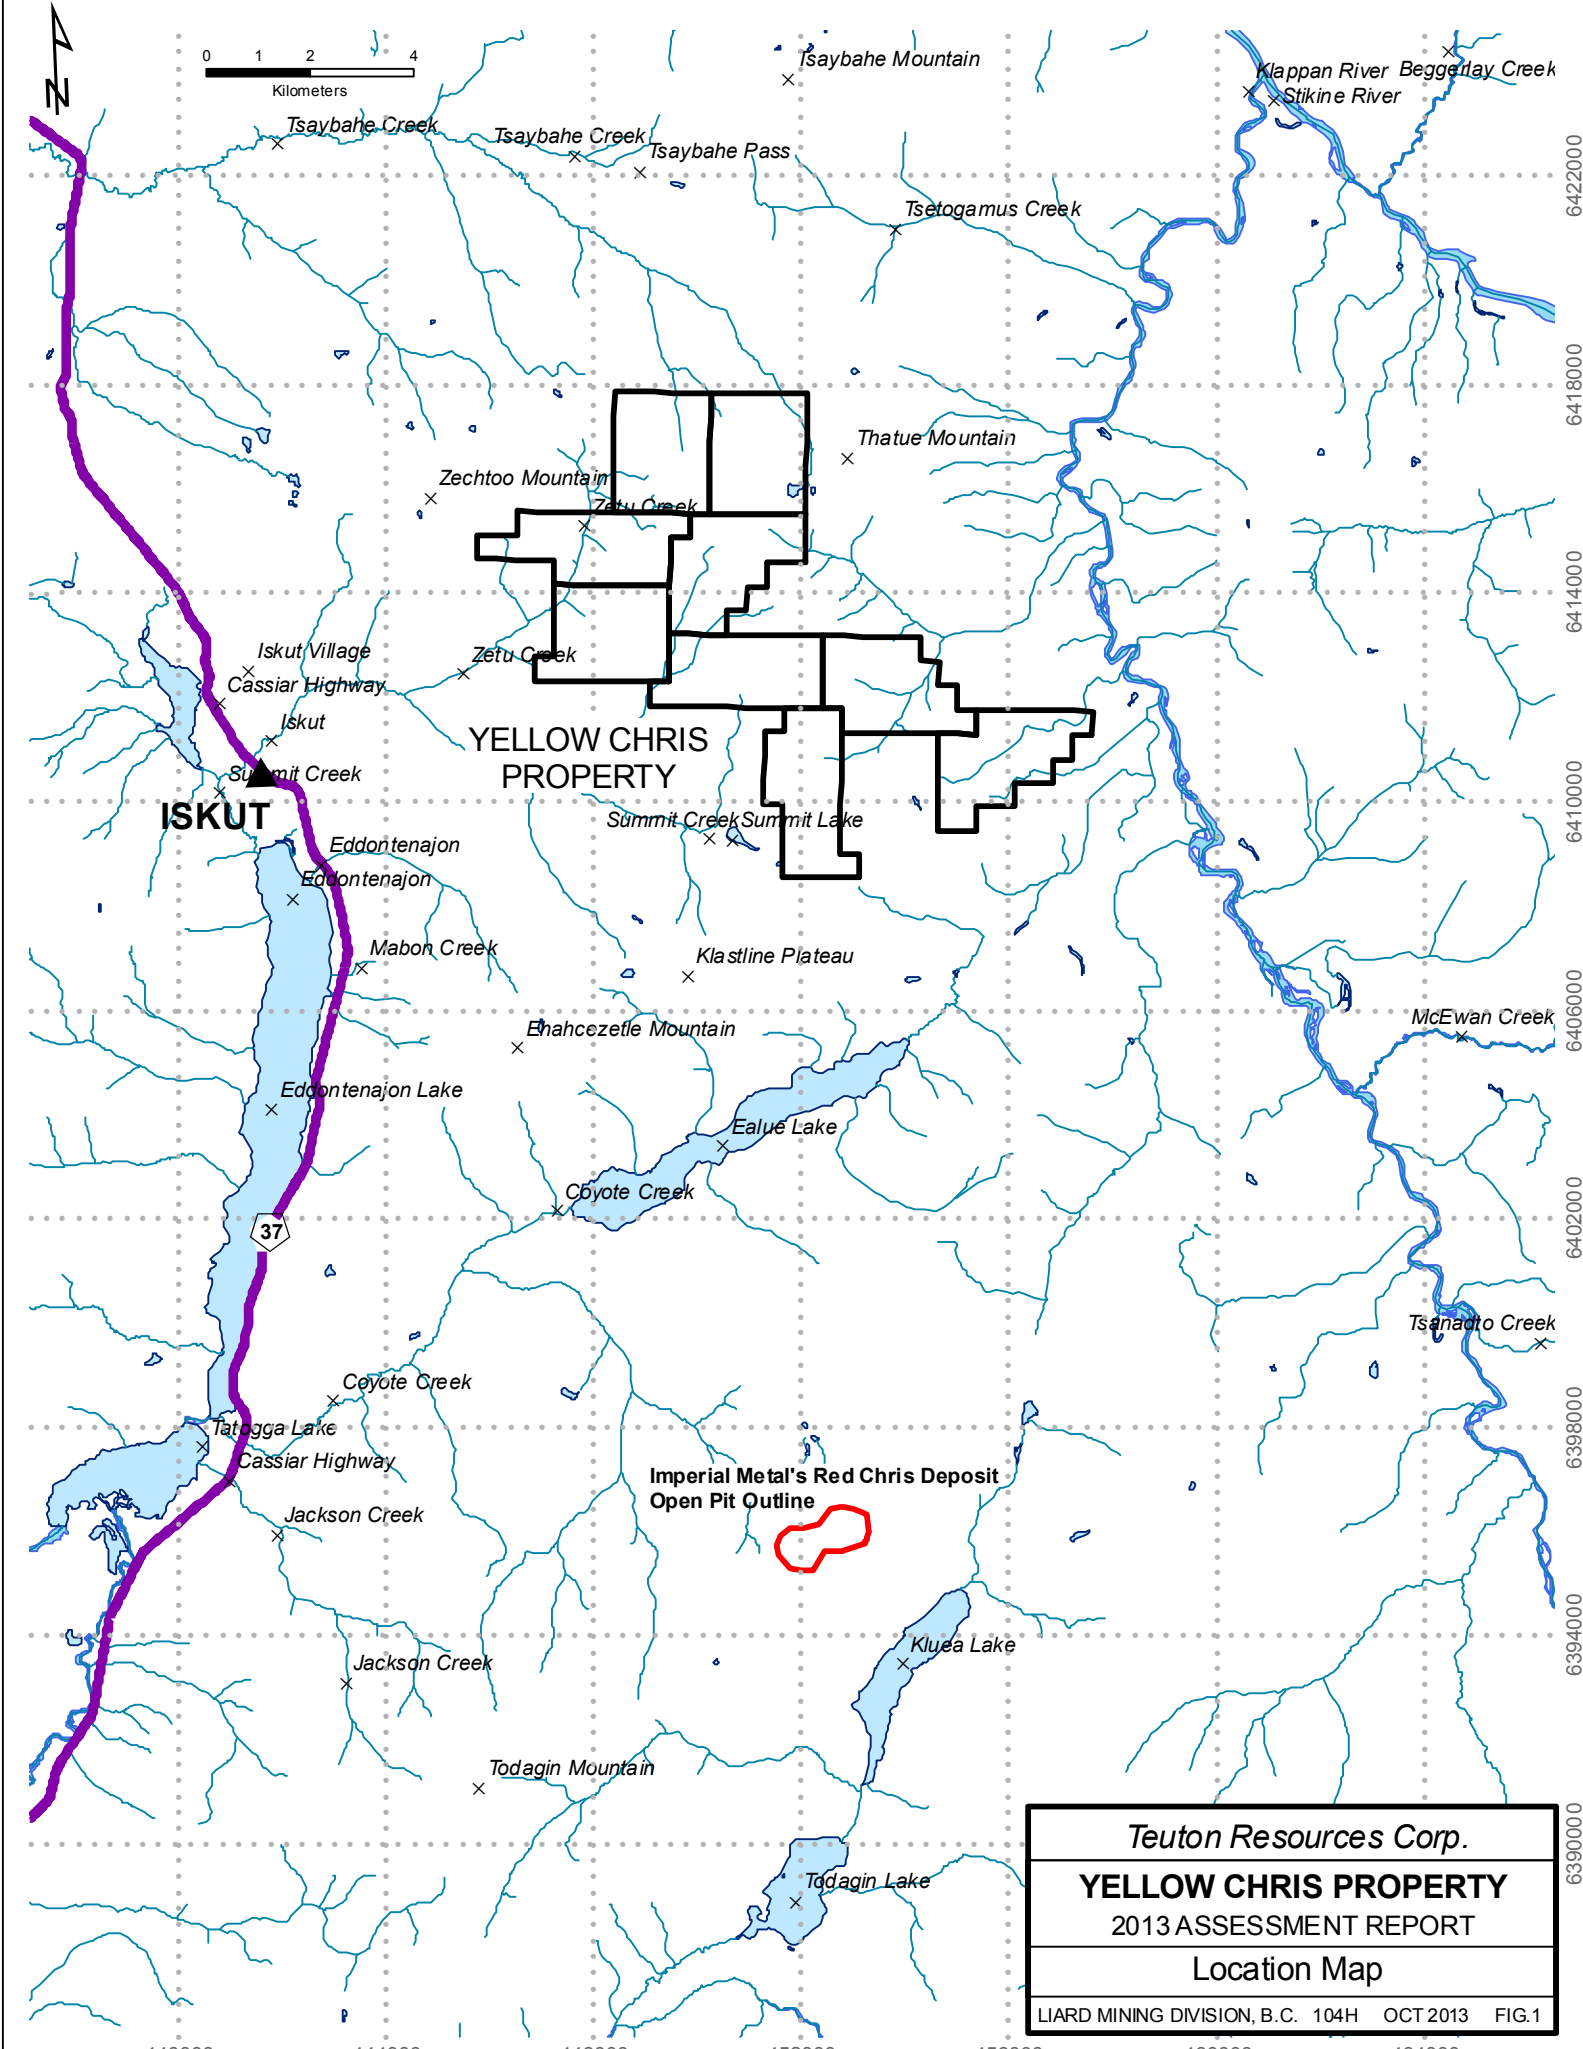 N
0 1 2 4
Kilometers
Tsaybahe Mountain
Klappan River
Beggerlay Creek
Stikine River
Tsaybahe Creek
Tsaybahe Creek
Tsaybahe Pass
6422000
Tsetogamus Creek
6418000
Thatue Mountain
Zechtoo Mountain
Zetu Creek
6414000
Iskut Village
Zetu Creek
Cassiar Highway
Iskut
YELLOW CHRIS
PROPERTY
Summit Creek
ISKUT
6410000
Summit Creek
Summit Lake
Eddontenajon
Eddontenajon
Mabon Creek
Klastline Plateau
6406000
McEwan Creek
Ehahcezetle Mountain
Eddontenajon Lake
Ealue Lake
Coyote Creek
6402000
37
Tsanadto Creek
Coyote Creek
6398000
Tatogga Lake
Cassiar Highway
Imperial Metal's Red Chris Deposit
Open Pit Outline
Jackson Creek
6394000
Kluea Lake
Jackson Creek
Todagin Mountain
6390000
Todagin Lake
Teuton Resources Corp.
YELLOW CHRIS PROPERTY
2013 ASSESSMENT REPORT
Location Map
LIARD MINING DIVISION, B.C. 104H OCT 2013 FIG.1